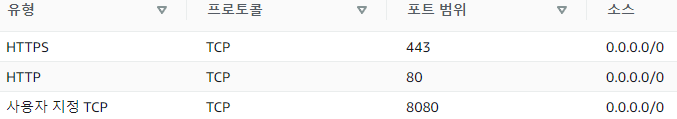 유형 프로토콜 포트 범위 소스
HTTPS TCP 443 0.0.0.0/0
HTTP TCP 80 0.0.0.0/0
사용자 지정 TCP TCP 8080 0.0.0.0/0